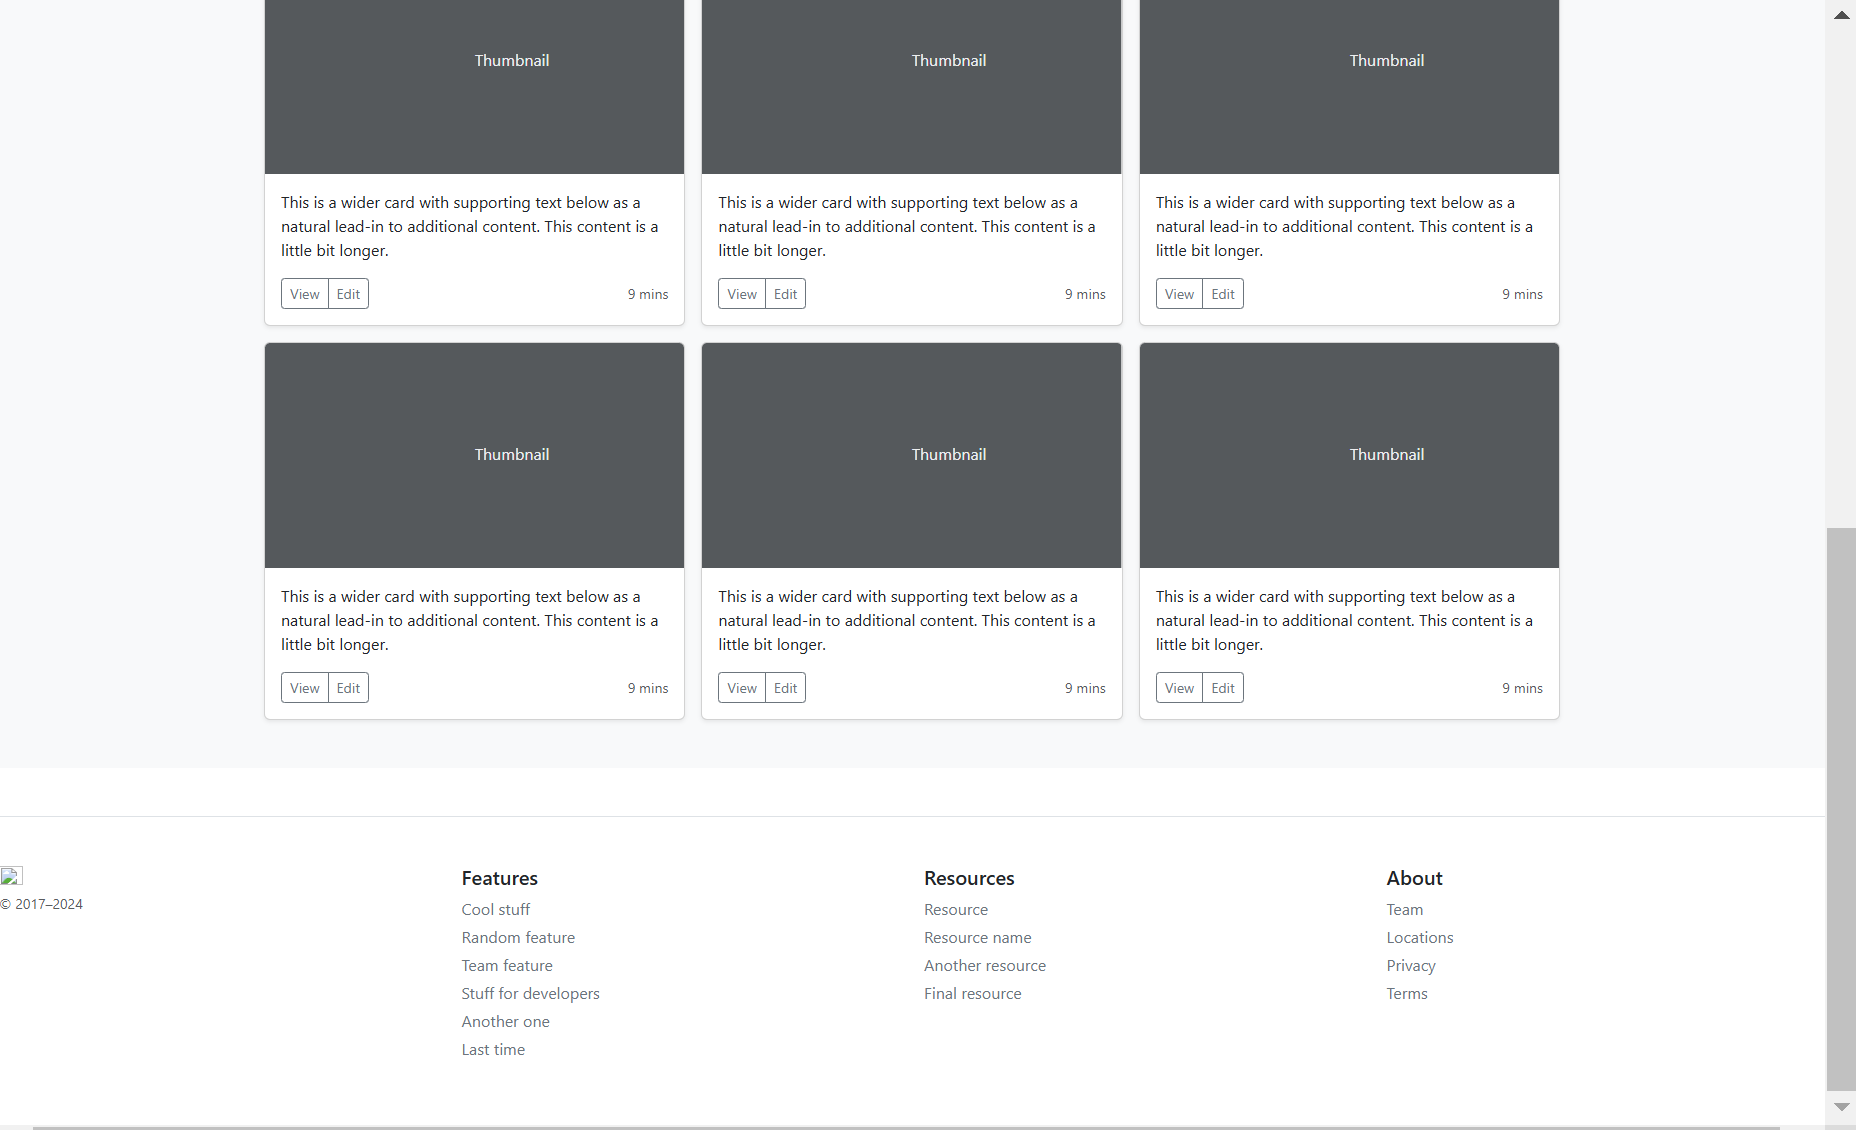 Thumbnail
Thumbnail
Thumbnail
This is a wider card with supporting text below as a
natural lead-in to additional content. This content is a
little bit longer.
View Edit 9 mins
This is a wider card with supporting text below as a
natural lead-in to additional content. This content is a
little bit longer.
View Edit 9 mins
This is a wider card with supporting text below as a
natural lead-in to additional content. This content is a
little bit longer.
View Edit 9 mins
Thumbnail
Thumbnail
Thumbnail
This is a wider card with supporting text below as a
natural lead-in to additional content. This content is a
little bit longer.
View Edit 9 mins
This is a wider card with supporting text below as a
natural lead-in to additional content. This content is a
little bit longer.
View Edit 9 mins
This is a wider card with supporting text below as a
natural lead-in to additional content. This content is a
little bit longer.
View Edit 9 mins
© 2017–2024
Features
Cool stuff
Random feature
Team feature
Stuff for developers
Another one
Last time
Resources
Resource
Resource name
Another resource
Final resource
About
Team
Locations
Privacy
Terms